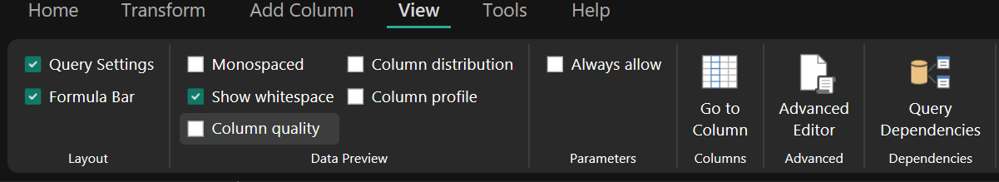 Home Transform Add Column View Tools Help
Query Settings
Formula Bar
Layout
Monospaced
Show whitespace
Column quality
Column distribution
Column profile
Data Preview
Always allow
Parameters
Go to
Column
Columns
Advanced
Editor
Advanced
Query
Dependencies
Dependencies